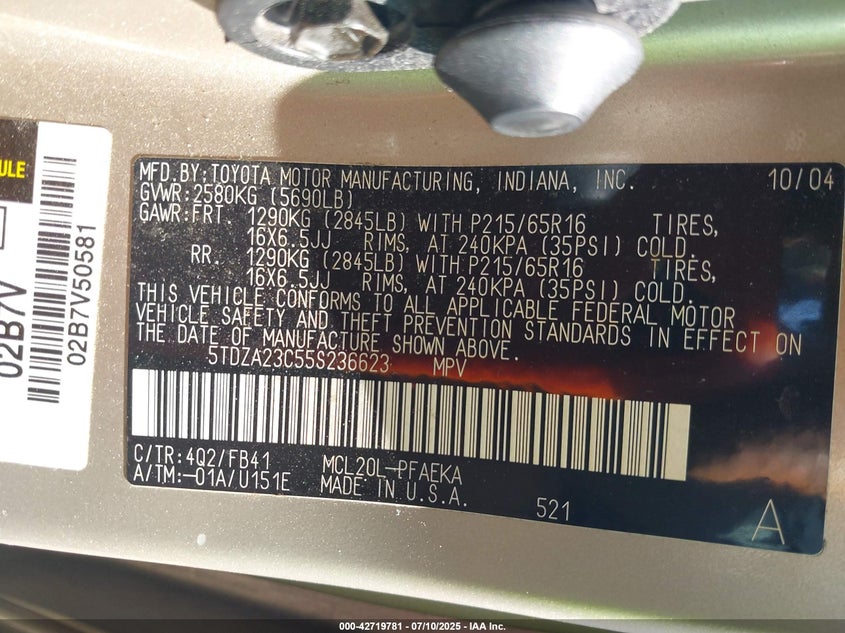 ULE
02B7V
02B7V50581
MFD.BY:TOYOTA MOTOR MANUFACTURING, INDIANA, INC. 10/04
GVWR:2580KG (5690LB)
GAWR:FRT. 1290KG (2845LB) WITH P215/65R16 TIRES,
16X6.5JJ RIMS, AT 240KPA (35PSI) COLD.
RR. 1290KG (2845LB) WITH P215/65R16 TIRES,
16X6.5JJ RIMS, AT 240KPA (35PSI) COLD.
THIS VEHICLE CONFORMS TO ALL APPLICABLE FEDERAL MOTOR
VEHICLE SAFETY AND THEFT PREVENTION STANDARDS IN EFFECT ON
THE DATE OF MANUFACTURE SHOWN ABOVE.
5TDZA23C55S236623 MPV
C/TR:4Q2/FB41 MCL20L-PFAEKA
A/TM:-01A/U151E MADE IN U.S.A.
521 A
000-42719781 - 07/10/2025 - IAA Inc.